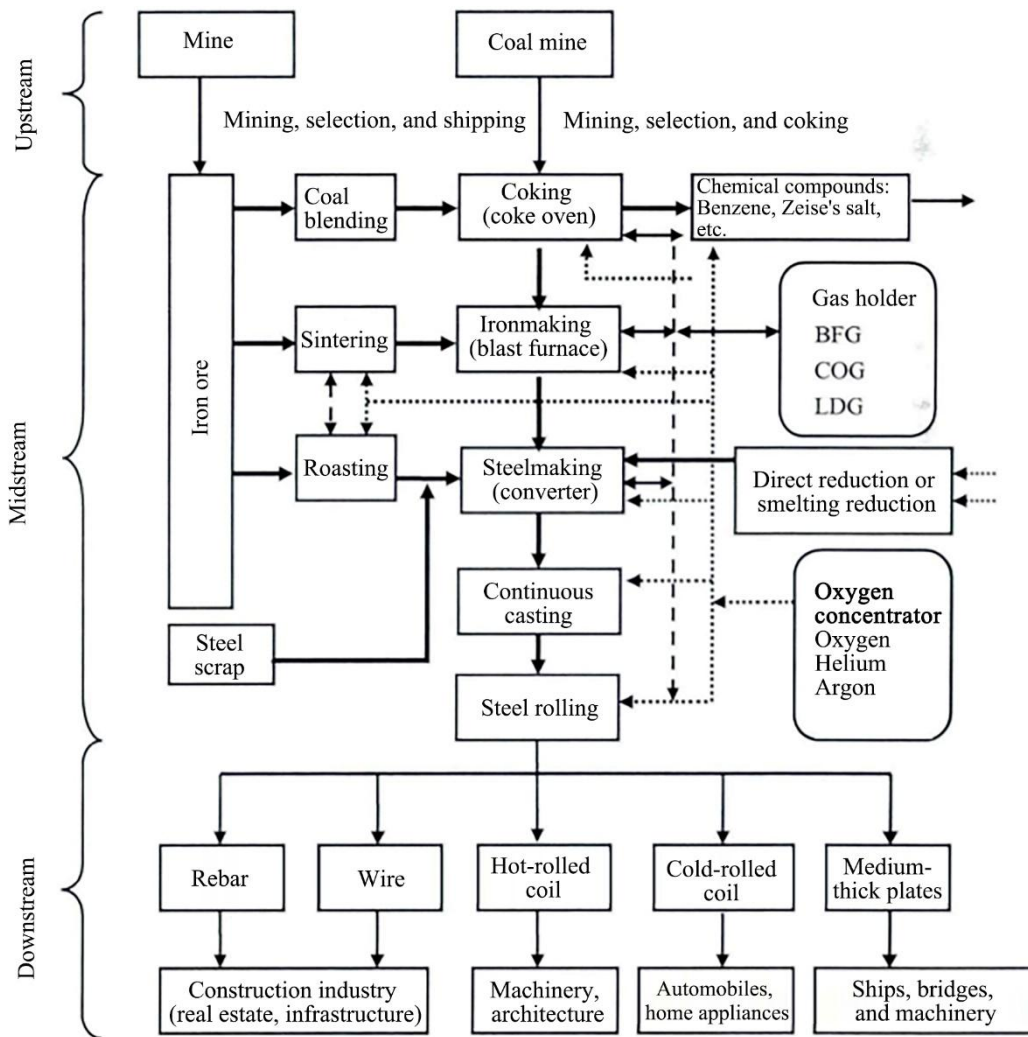 Upstream
Mine
Coal mine
Mining, selection, and shipping
Mining, selection, and coking
Midstream
Iron ore
Coal
blending
Coking
(coke oven)
Chemical compounds:
Benzene, Zeise's salt,
etc.
Sintering
Ironmaking
(blast furnace)
Gas holder
BFG
COG
LDG
Roasting
Steelmaking
(converter)
Direct reduction or
smelting reduction
Continuous
casting
Oxygen
concentrator
Oxygen
Helium
Argon
Steel
scrap
Steel rolling
Downstream
Rebar
Wire
Hot-rolled
coil
Cold-rolled
coil
Medium-
thick plates
Construction industry
(real estate, infrastructure)
Machinery,
architecture
Automobiles,
home appliances
Ships, bridges,
and machinery